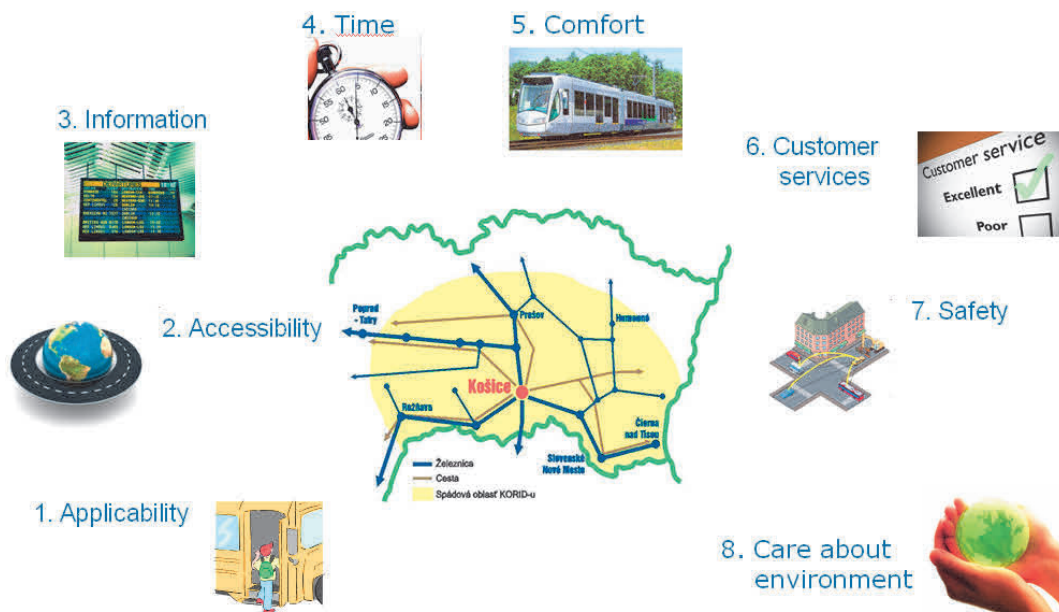 4. Time
5. Comfort
3. Information
6. Customer
services
Customer service
Excellent
Poor
DEPARTURES
2. Accessibility
7. Safety
Poprad
- Tatry
Prešov
Humenné
Košice
Rožňava
Čierna
nad Tisou
Slovenské
Nové Mesto
Železnica
Cesta
Spádová oblasť KORID-u
1. Applicability
8. Care about
environment